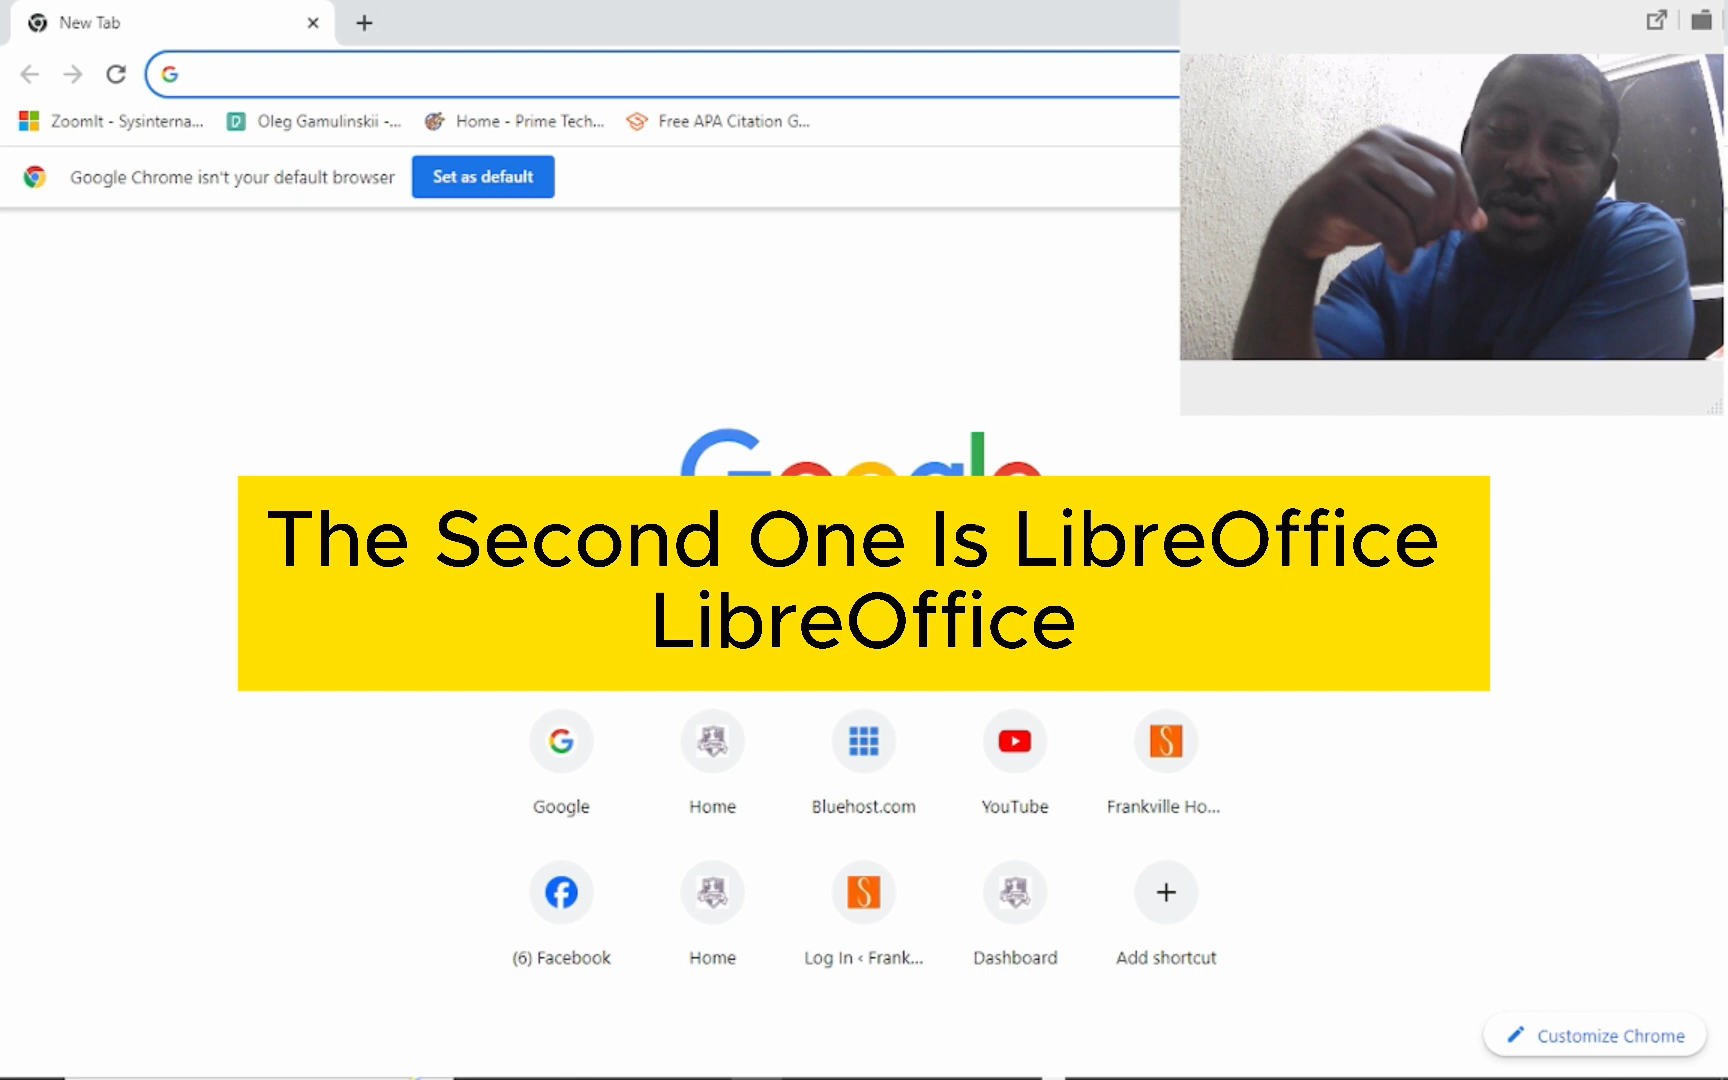 New Tab
ZoomIt - Sysinterna...
Oleg Gamulinskii -...
Home - Prime Tech...
Free APA Citation G...
Google Chrome isn't your default browser
Set as default
Google
The Second One Is LibreOffice
LibreOffice
Google
Home
Bluehost.com
YouTube
Frankville Ho...
(6) Facebook
Home
Log In ‹ Frank...
Dashboard
Add shortcut
Customize Chrome